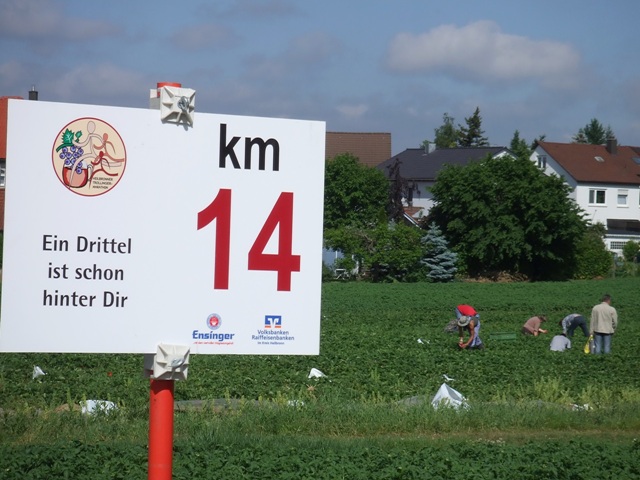 km
14
Ein Drittel
ist schon
hinter Dir
Ensinger
Volksbanken
Raiffeisenbanken